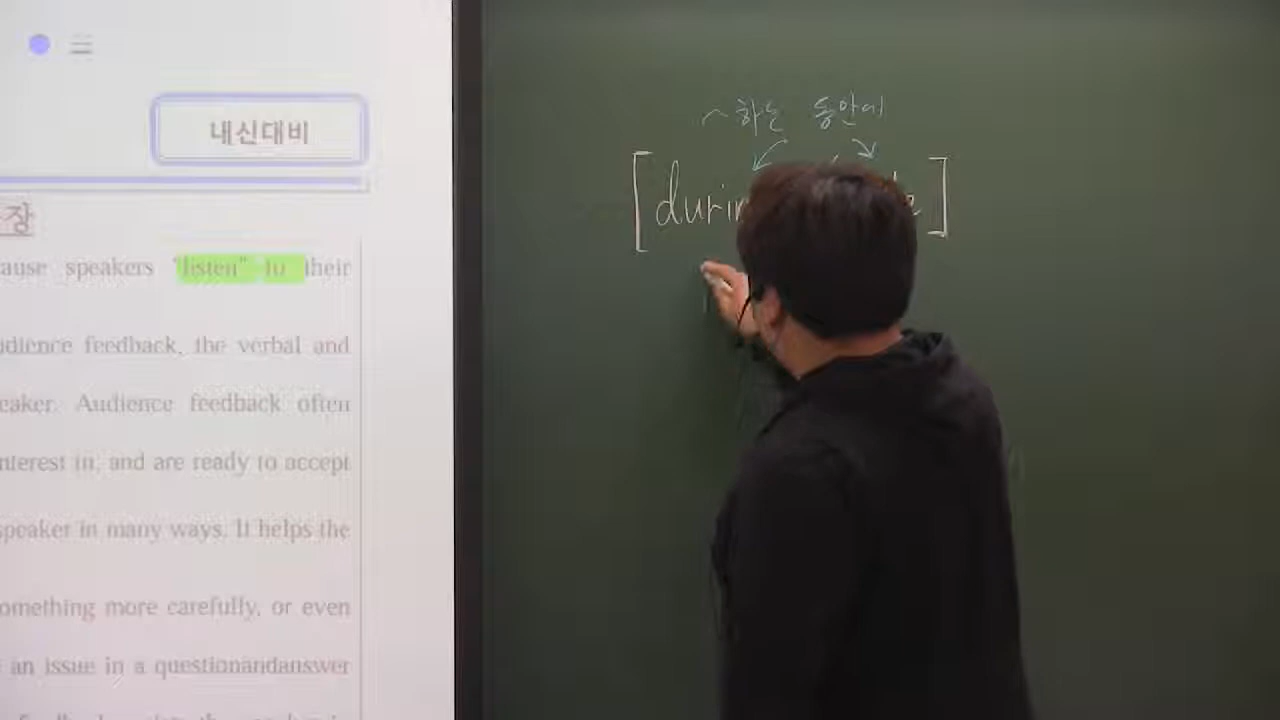 내신대비
장
ause speakers "listen" to their
udience feedback, the verbal and
eaker. Audience feedback often
nterest in, and are ready to accept
speaker in many ways. It helps the
omething more carefully, or even
an issue in a questionandanswer
~하는 동안에
[durin e]